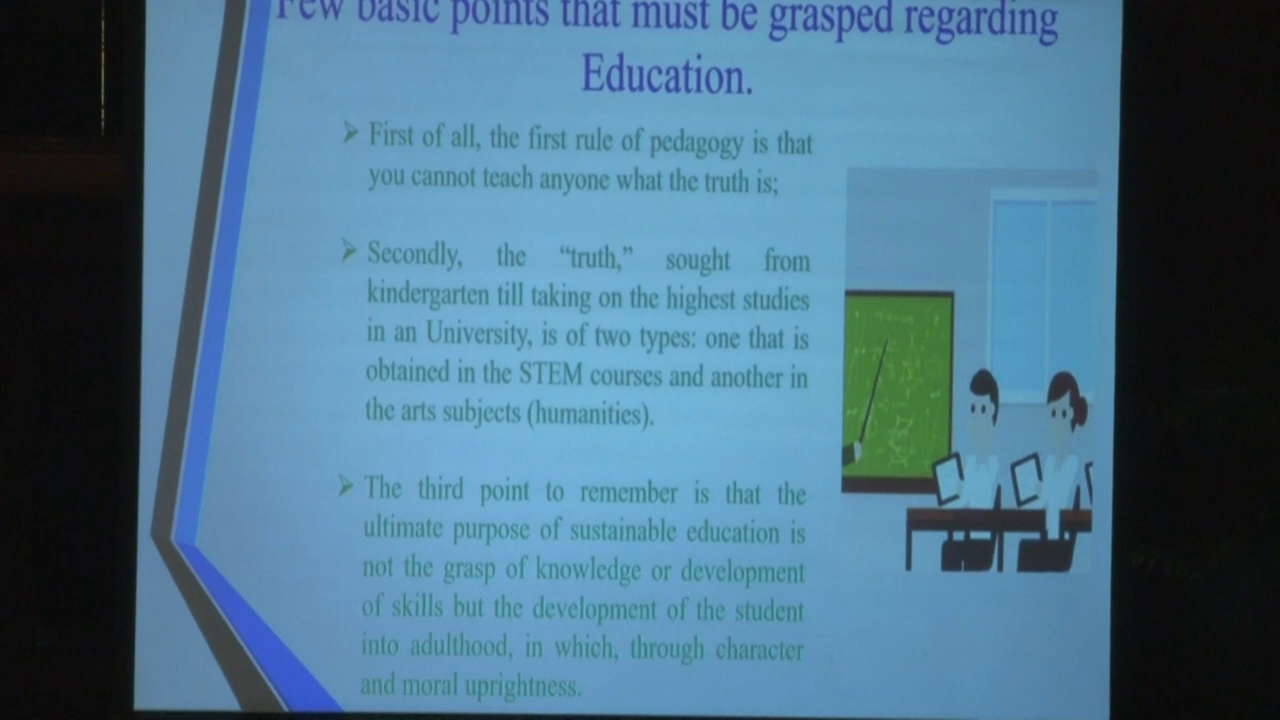 Few basic points that must be grasped regarding
Education.
➢ First of all, the first rule of pedagogy is that
you cannot teach anyone what the truth is;
➢ Secondly, the “truth,” sought from
kindergarten till taking on the highest studies
in an University, is of two types: one that is
obtained in the STEM courses and another in
the arts subjects (humanities).
➢ The third point to remember is that the
ultimate purpose of sustainable education is
not the grasp of knowledge or development
of skills but the development of the student
into adulthood, in which, through character
and moral uprightness.